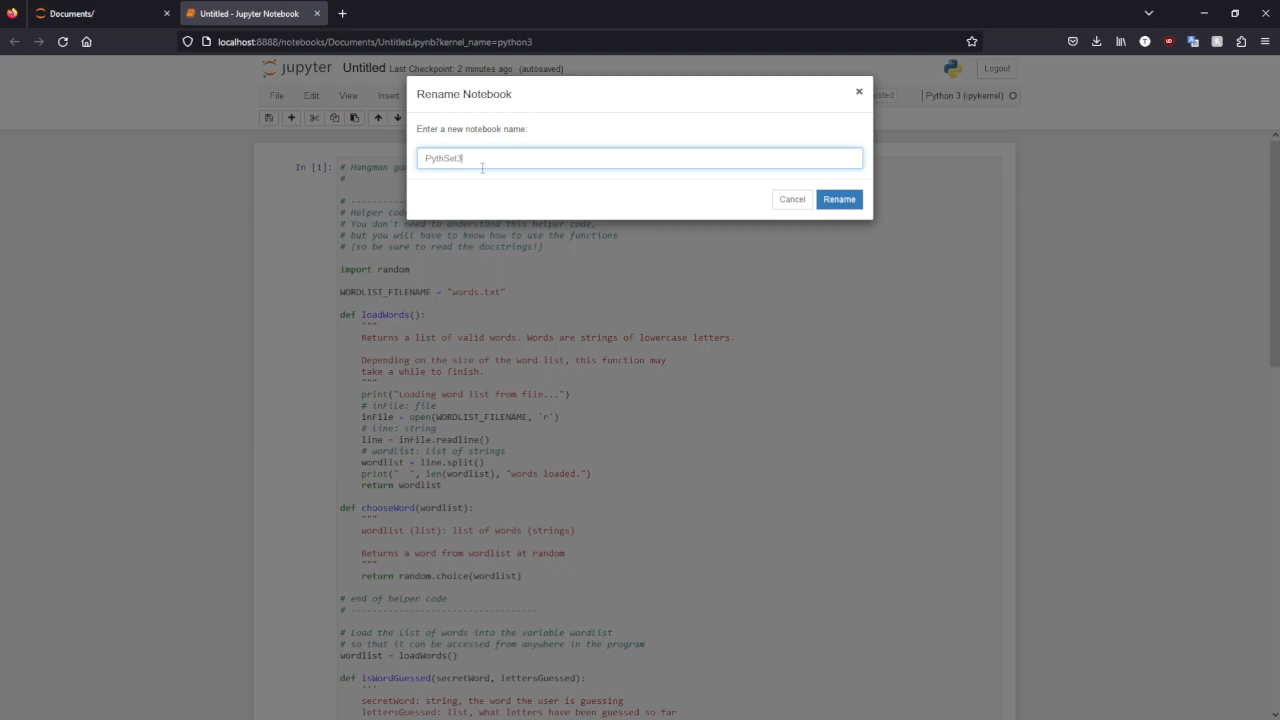 Documents/
Untitled - Jupyter Notebook
localhost:8888/notebooks/Documents/Untitled.ipynb?kernel_name=python3
jupyter Untitled Last Checkpoint: 2 minutes ago (autosaved)
Logout
File Edit View Insert
usted
Python 3 (ipykernel)
Rename Notebook
Enter a new notebook name:
PythSet3
Cancel Rename
In [1]: # Hangman ga
#
# ----------
# Helper cod
# You don't need to understand this helper code,
# but you will have to know how to use the functions
# (so be sure to read the docstrings!)
import random
WORDLIST_FILENAME = "words.txt"
def loadWords():
"""
Returns a list of valid words. Words are strings of lowercase letters.
Depending on the size of the word list, this function may
take a while to finish.
"""
print("Loading word list from file...")
# inFile: file
inFile = open(WORDLIST_FILENAME, 'r')
# line: string
line = inFile.readline()
# wordlist: list of strings
wordlist = line.split()
print("  ", len(wordlist), "words loaded.")
return wordlist
def chooseWord(wordlist):
"""
wordlist (list): list of words (strings)
Returns a word from wordlist at random
"""
return random.choice(wordlist)
# end of helper code
# -----------------------------------
# Load the list of words into the variable wordlist
# so that it can be accessed from anywhere in the program
wordlist = loadWords()
def isWordGuessed(secretWord, lettersGuessed):
'''
secretWord: string, the word the user is guessing
lettersGuessed: list, what letters have been guessed so far